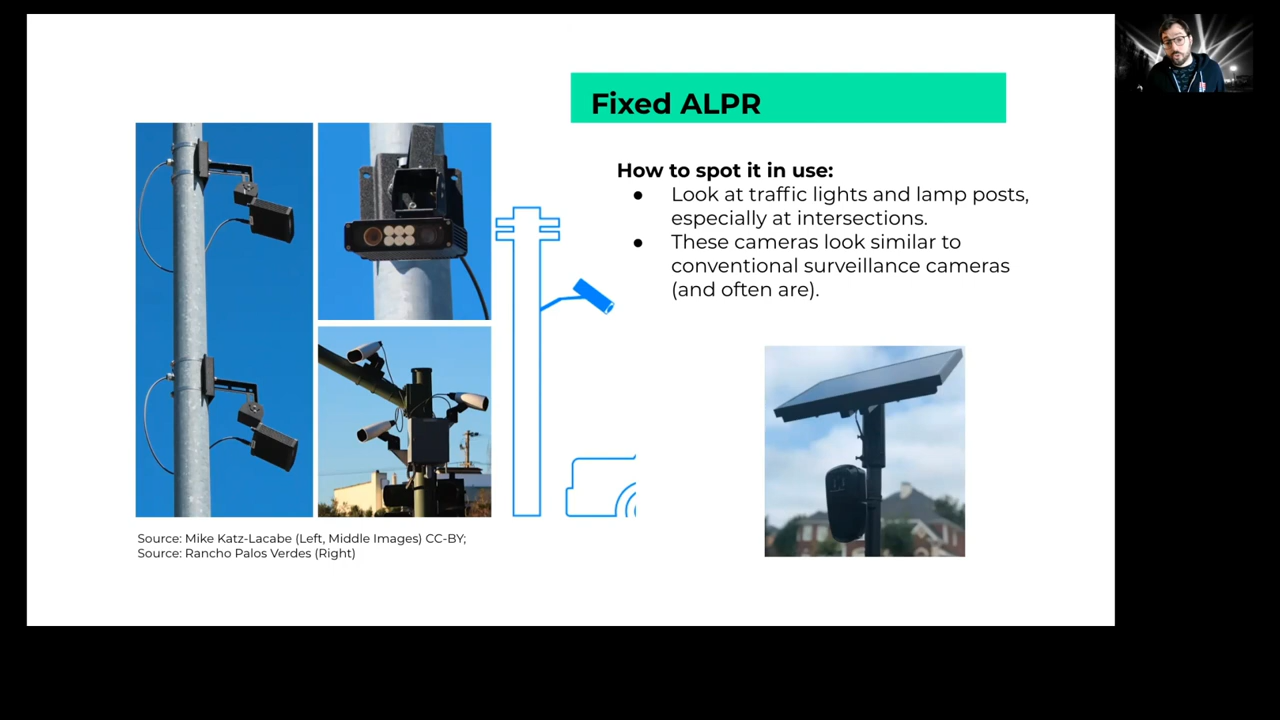 Fixed ALPR
How to spot it in use:
● Look at traffic lights and lamp posts,
especially at intersections.
● These cameras look similar to
conventional surveillance cameras
(and often are).
Source: Mike Katz-Lacabe (Left, Middle Images) CC-BY;
Source: Rancho Palos Verdes (Right)